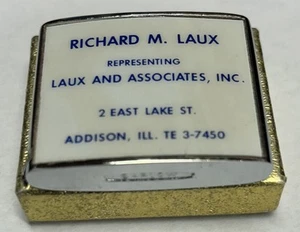 RICHARD M. LAUX
REPRESENTING
LAUX AND ASSOCIATES, INC.
2 EAST LAKE ST.
ADDISON, ILL. TE 3-7450